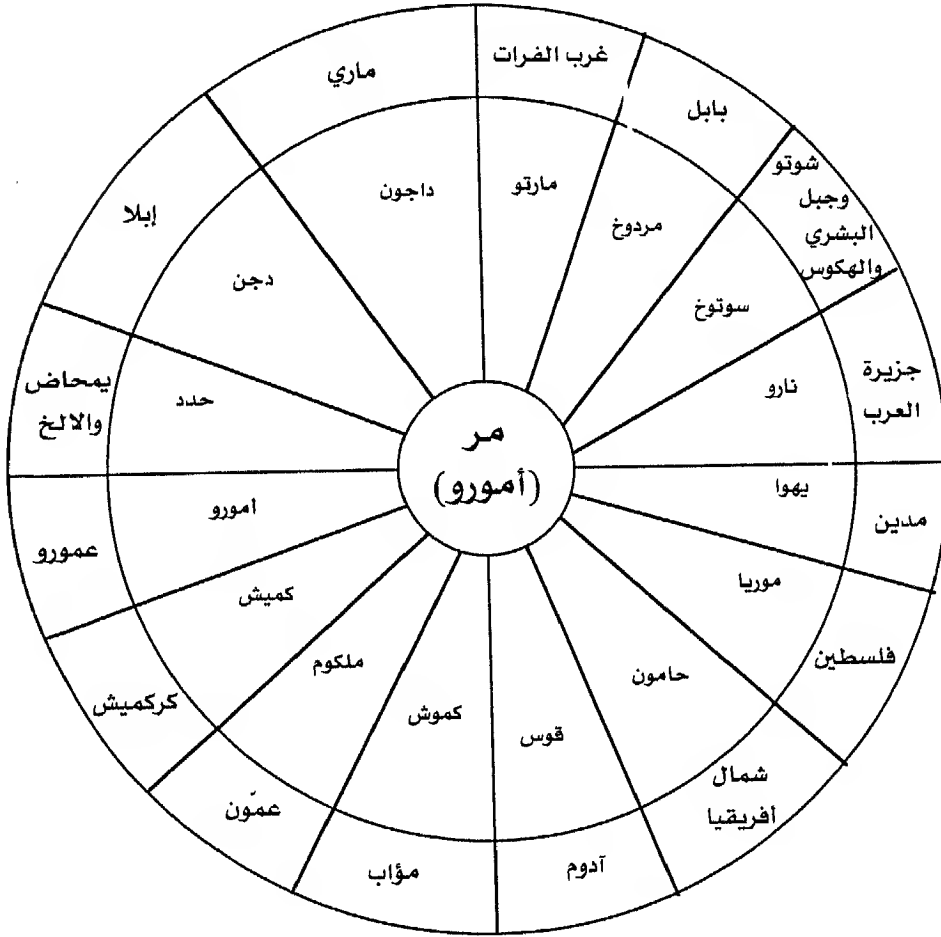 مر
(أمورو)
غرب الفرات
مارتو
بابل
مردوخ
شوتو
وجبل
البشري
والهكوس
سوتوخ
جزيرة
العرب
نارو
مدين
يهوا
فلسطين
موريا
شمال
أفريقيا
حامون
آدوم
قوس
مؤاب
كموش
عمّون
ملكوم
كركميش
كميش
عمورو
أمورو
يمحاض
والالخ
حدد
إبلا
دجن
ماري
داجون